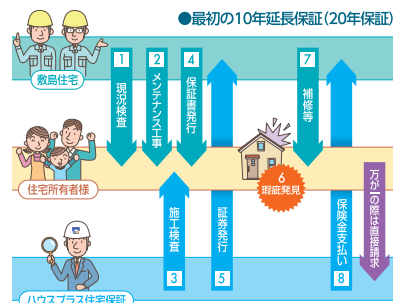 ●最初の10年延長保証(20年保証)
敷島住宅
1
現況検査
2
メンテナンス工事
4
保証書発行
7
補修等
住宅所有者様
6
瑕疵発見
施工検査
3
証券発行
5
保険金支払い
8
万が一の際は直接請求
ハウスプラス住宅保証